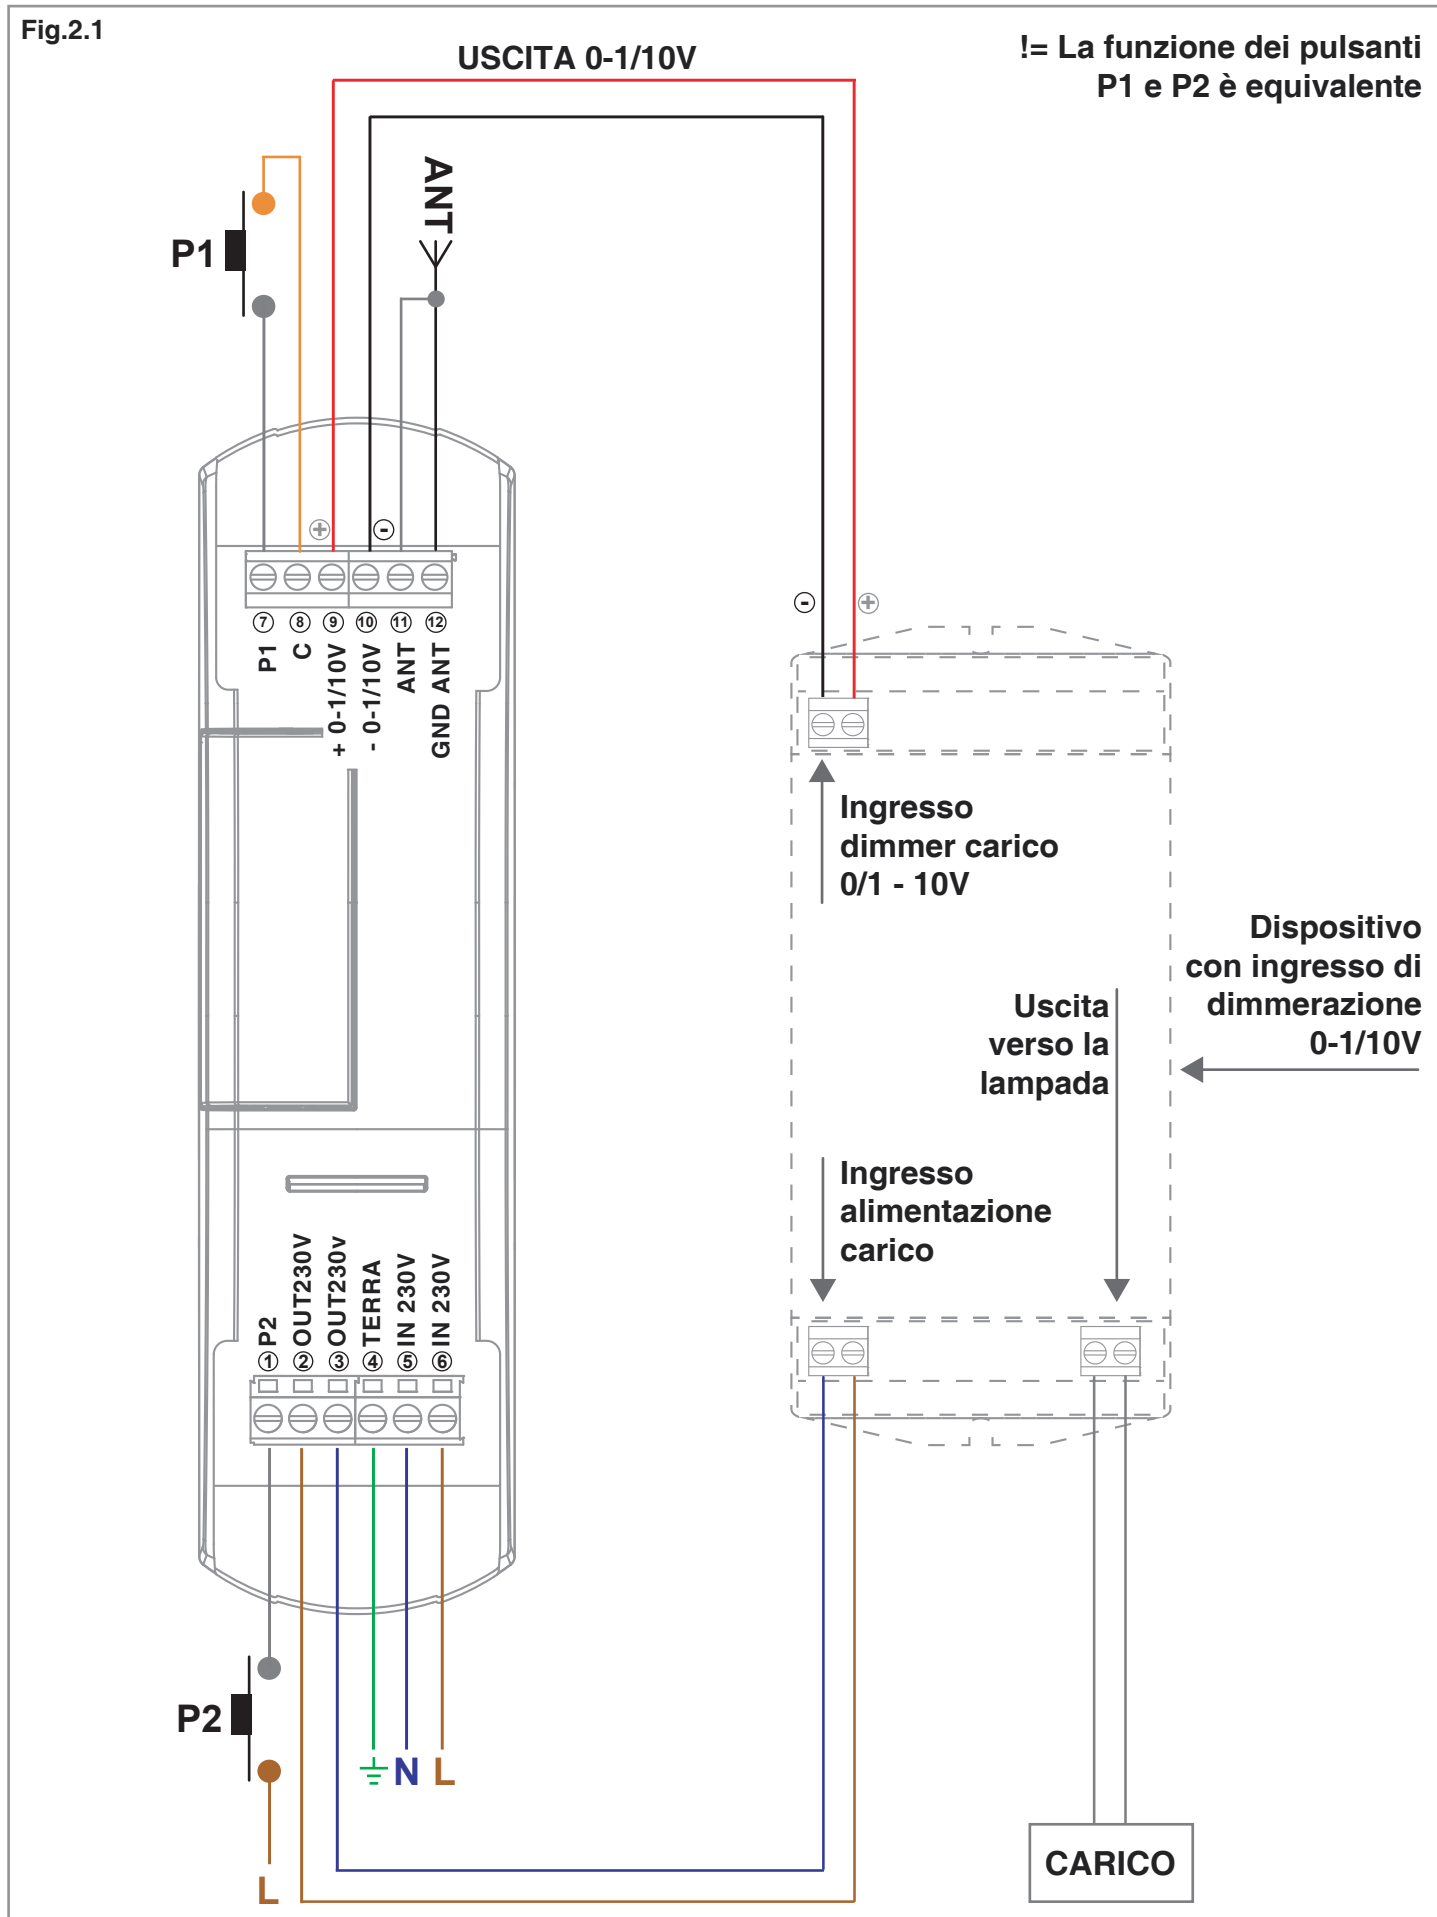 Fig.2.1
USCITA 0-1/10V
!= La funzione dei pulsanti
P1 e P2 è equivalente
ANT
P1
+
-
7
8
9
10
11
12
P1
C
+ 0-1/10V
- 0-1/10V
ANT
GND ANT
-
+
Ingresso
dimmer carico
0/1 - 10V
Dispositivo
con ingresso di
dimmerazione
0-1/10V
Uscita
verso la
lampada
Ingresso
alimentazione
carico
P2
OUT230V
OUT230v
TERRA
IN 230V
IN 230V
1
2
3
4
5
6
P2
N
L
L
CARICO